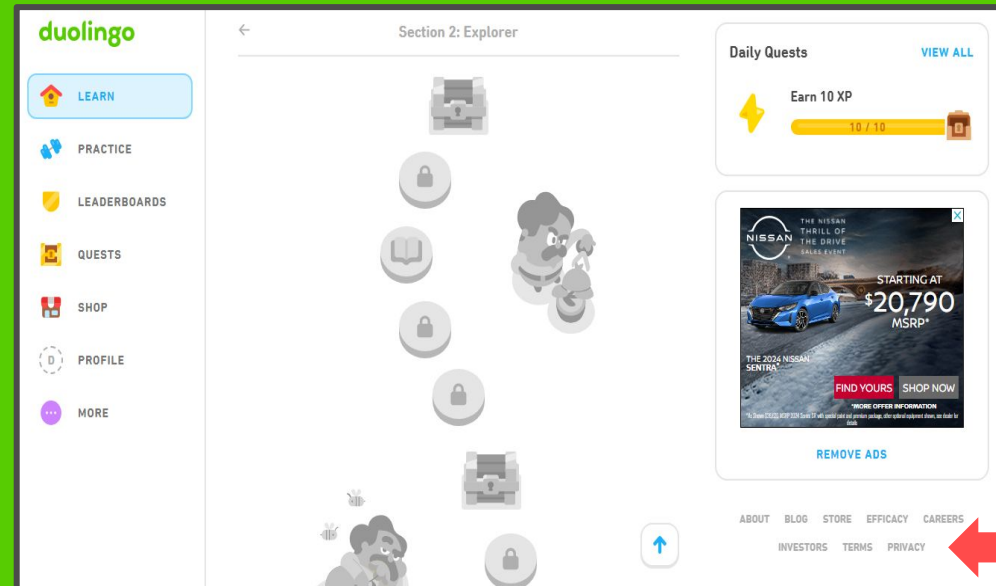 duolingo
LEARN
PRACTICE
LEADERBOARDS
QUESTS
SHOP
D
PROFILE
MORE
Section 2: Explorer
Daily Quests
VIEW ALL
Earn 10 XP
10 / 10
THE NISSAN
THRILL OF
THE DRIVE
SALES EVENT
NISSAN
STARTING AT
$20,790
MSRP*
THE 2024 NISSAN
SENTRA*
FIND YOURS
SHOP NOW
*MORE OFFER INFORMATION
REMOVE ADS
ABOUT BLOG STORE EFFICACY CAREERS
INVESTORS TERMS PRIVACY